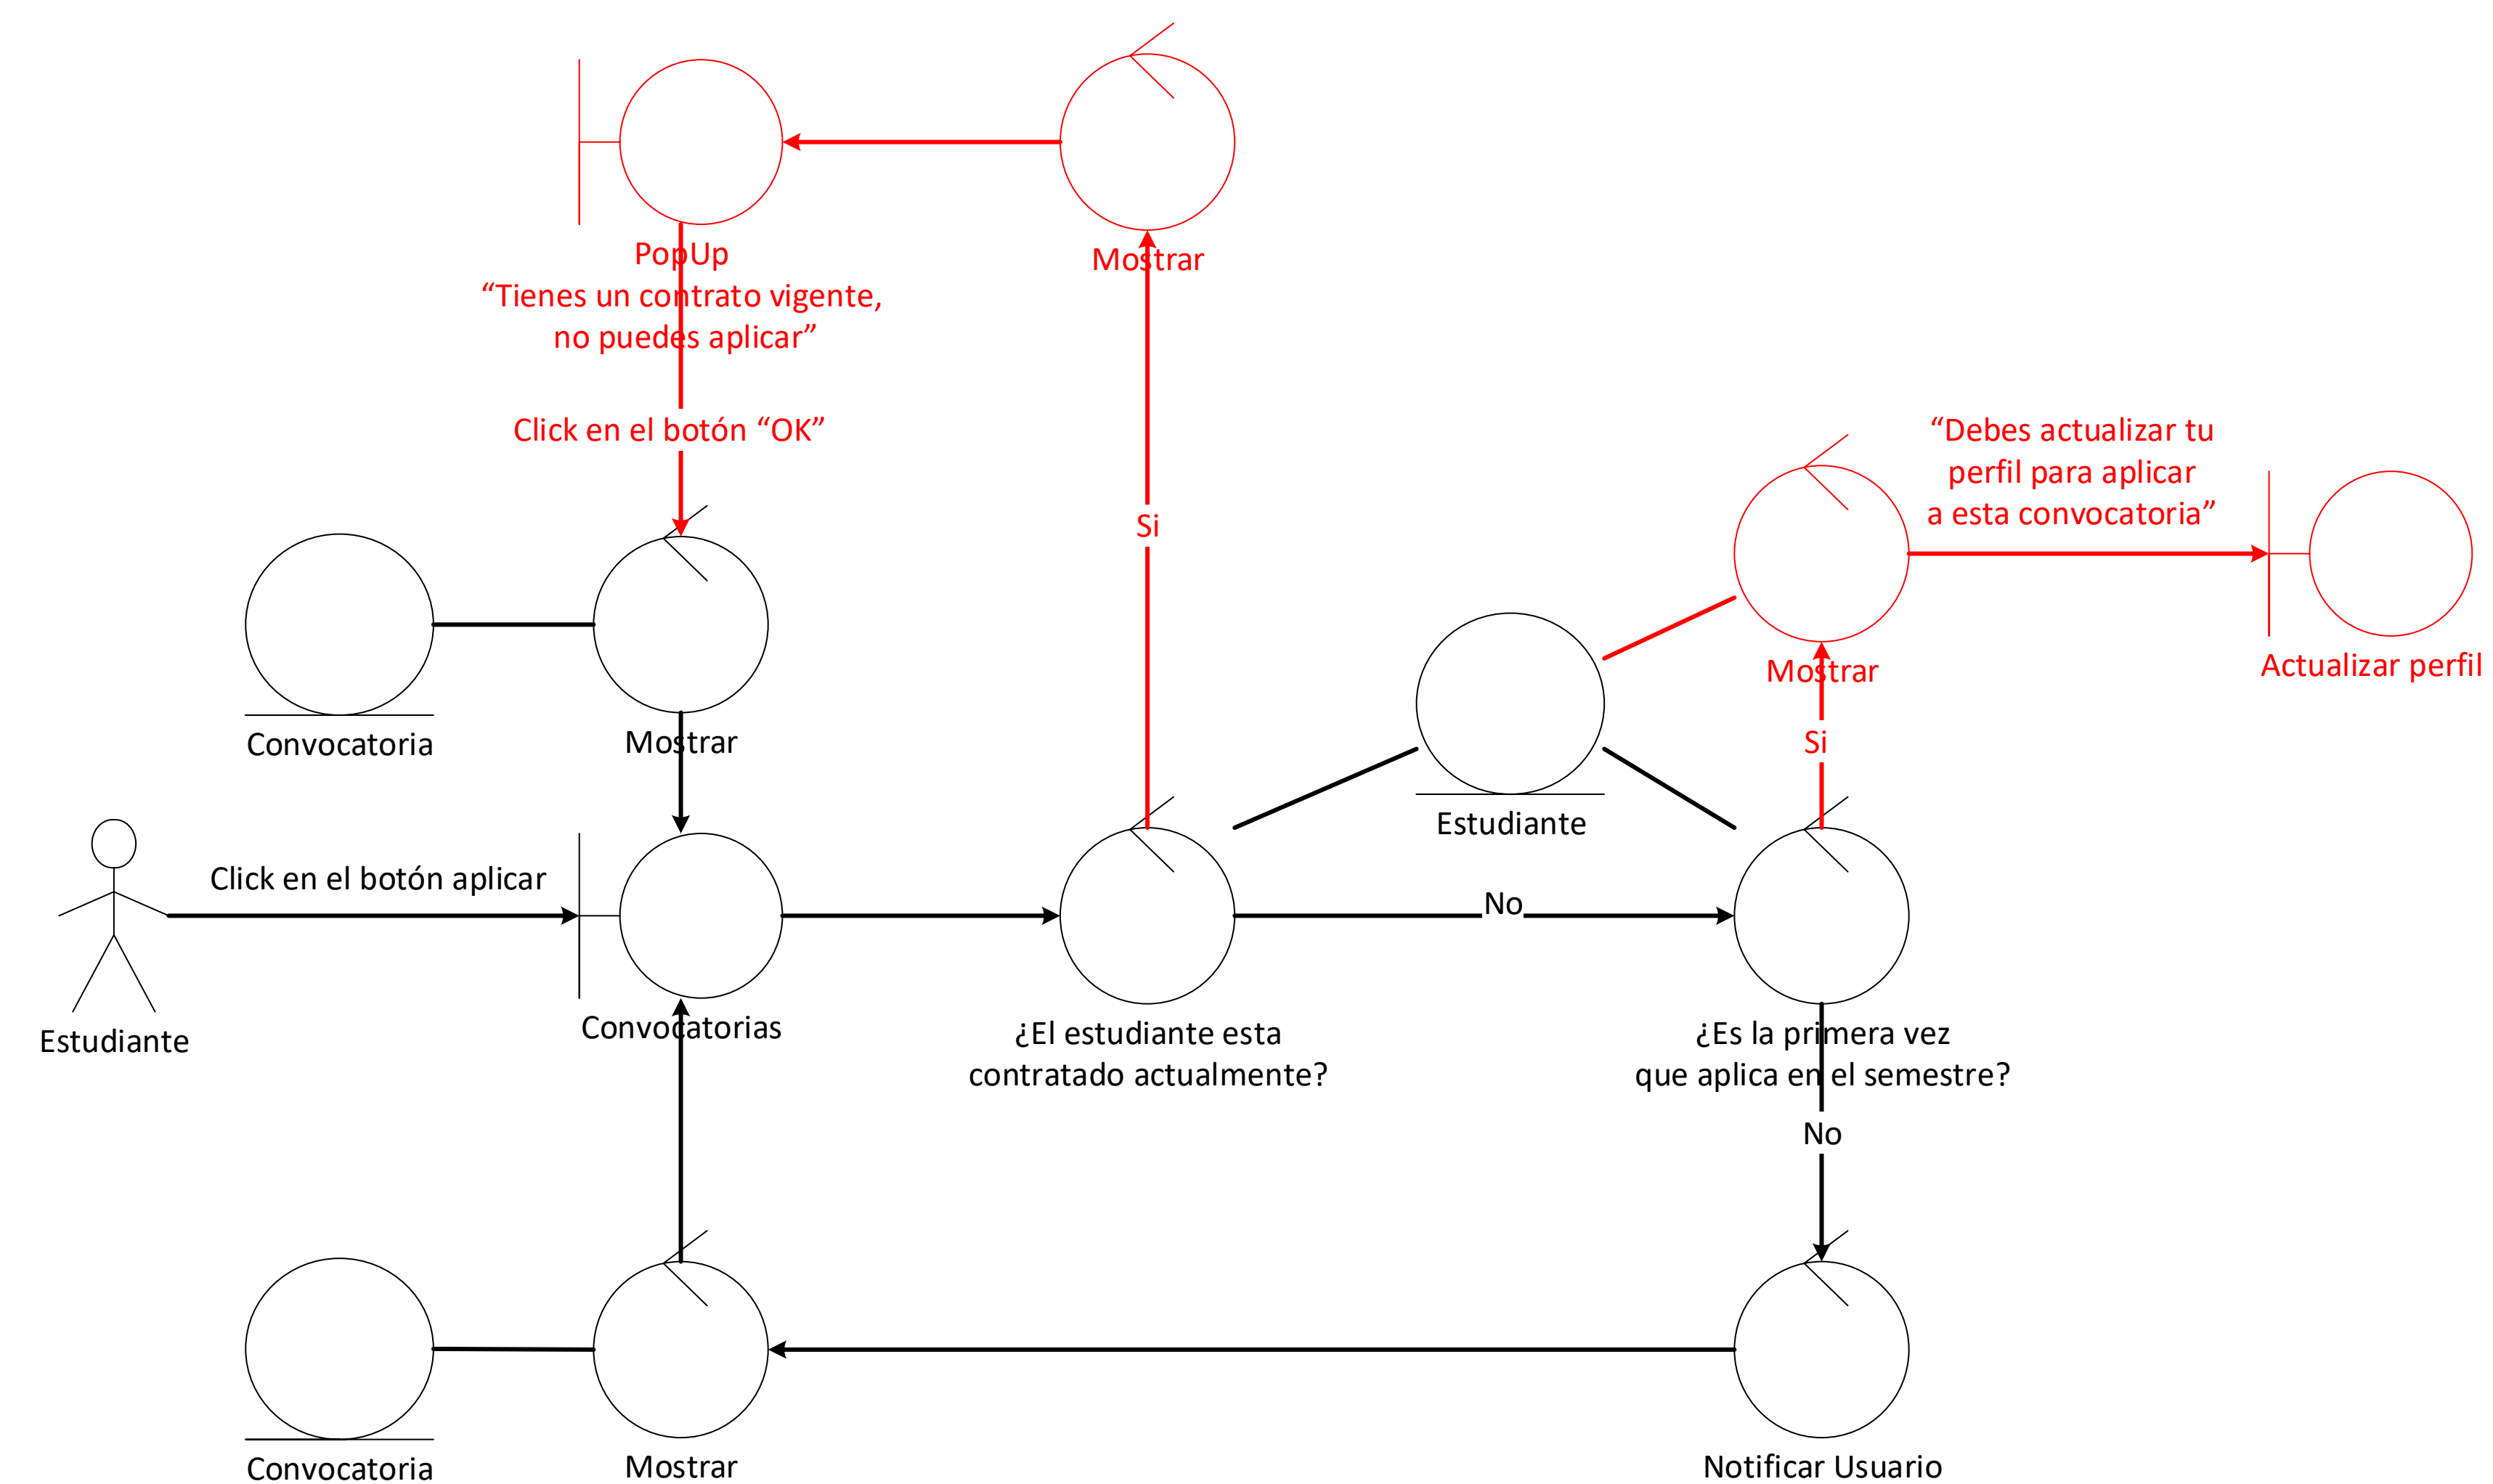 PopUp
“Tienes un contrato vigente,
no puedes aplicar”
Mostrar
Click en el botón “OK”
“Debes actualizar tu
perfil para aplicar
a esta convocatoria”
Si
Mostrar
Actualizar perfil
Convocatoria
Mostrar
Si
Estudiante
Click en el botón aplicar
No
Estudiante
Convocatorias
¿El estudiante esta
contratado actualmente?
¿Es la primera vez
que aplica en el semestre?
No
Convocatoria
Mostrar
Notificar Usuario